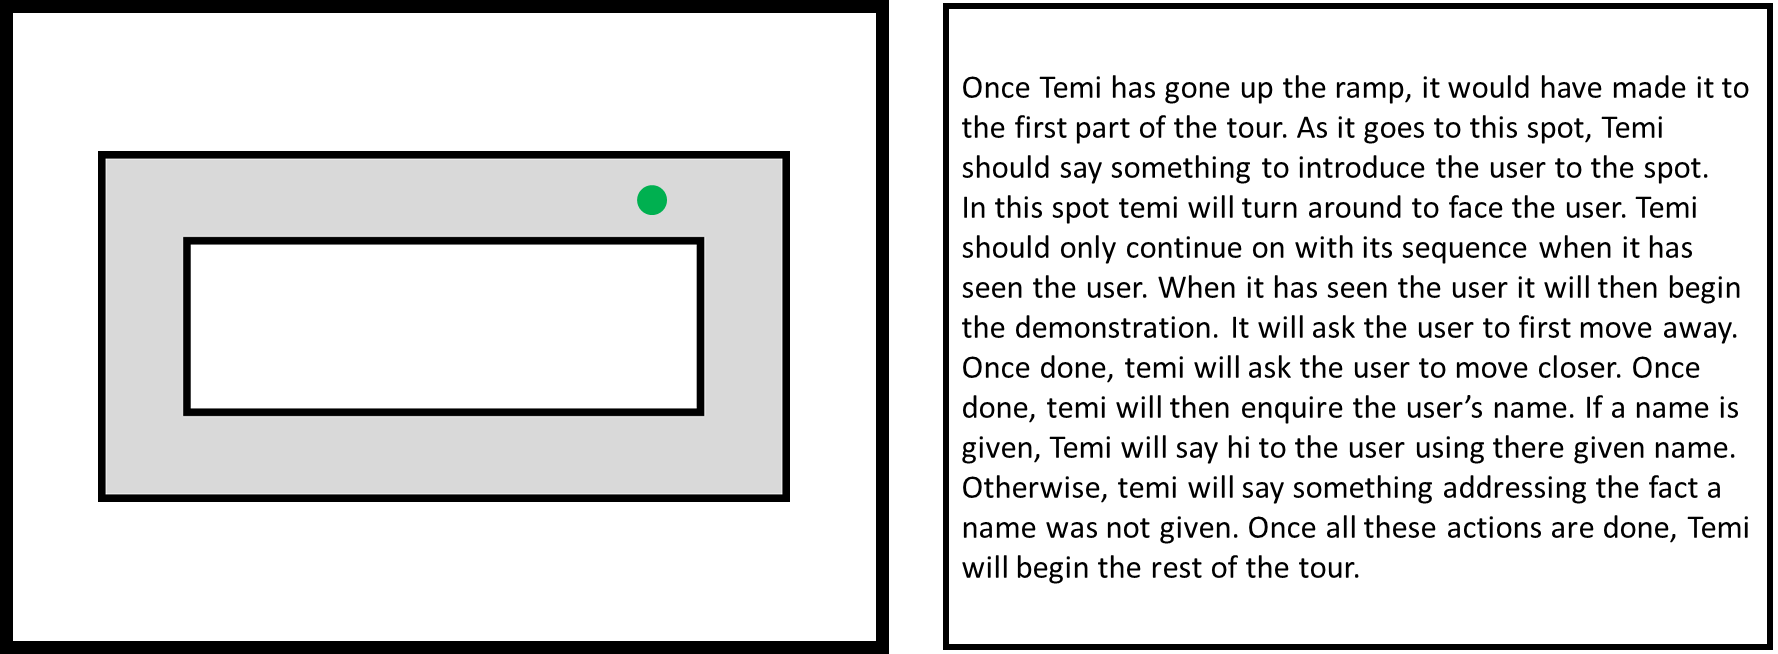 Once Temi has gone up the ramp, it would have made it to
the first part of the tour. As it goes to this spot, Temi
should say something to introduce the user to the spot.
In this spot temi will turn around to face the user. Temi
should only continue on with its sequence when it has
seen the user. When it has seen the user it will then begin
the demonstration. It will ask the user to first move away.
Once done, temi will ask the user to move closer. Once
done, temi will then enquire the user’s name. If a name is
given, Temi will say hi to the user using there given name.
Otherwise, temi will say something addressing the fact a
name was not given. Once all these actions are done, Temi
will begin the rest of the tour.